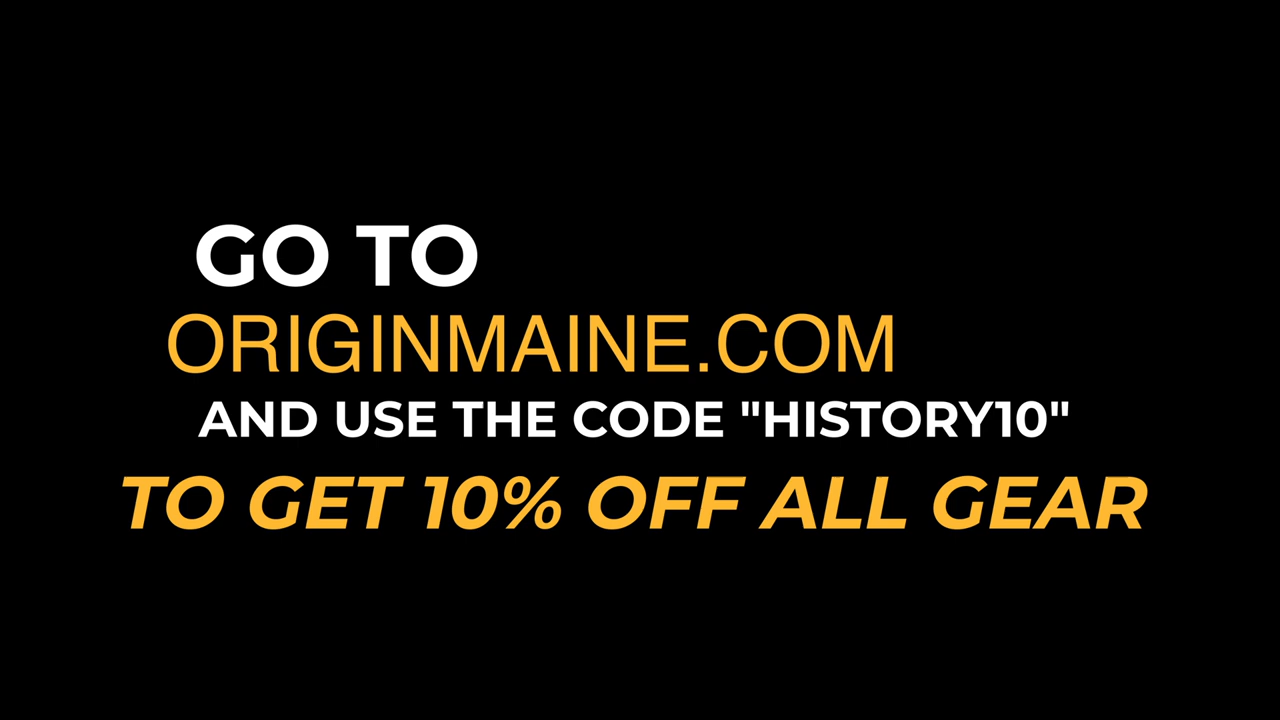 GO TO
ORIGINMAINE.COM
AND USE THE CODE "HISTORY10"
TO GET 10% OFF ALL GEAR